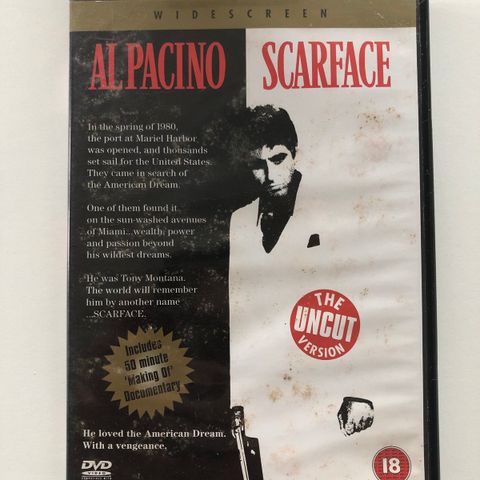 WIDESCREEN
AL PACINO SCARFACE
In the spring of 1980,
the port at Mariel Harbor
was opened, and thousands
set sail for the United States.
They came in search of
the American Dream.
One of them found it
on the sun-washed avenues
of Miami...wealth, power
and passion beyond
his wildest dreams.
He was Tony Montana.
The world will remember
him by another name
...SCARFACE.
THE
UNCUT
VERSION
Includes
50 minute
'Making Of'
Documentary
He loved the American Dream.
With a vengeance.
DVD
VIDEO
18